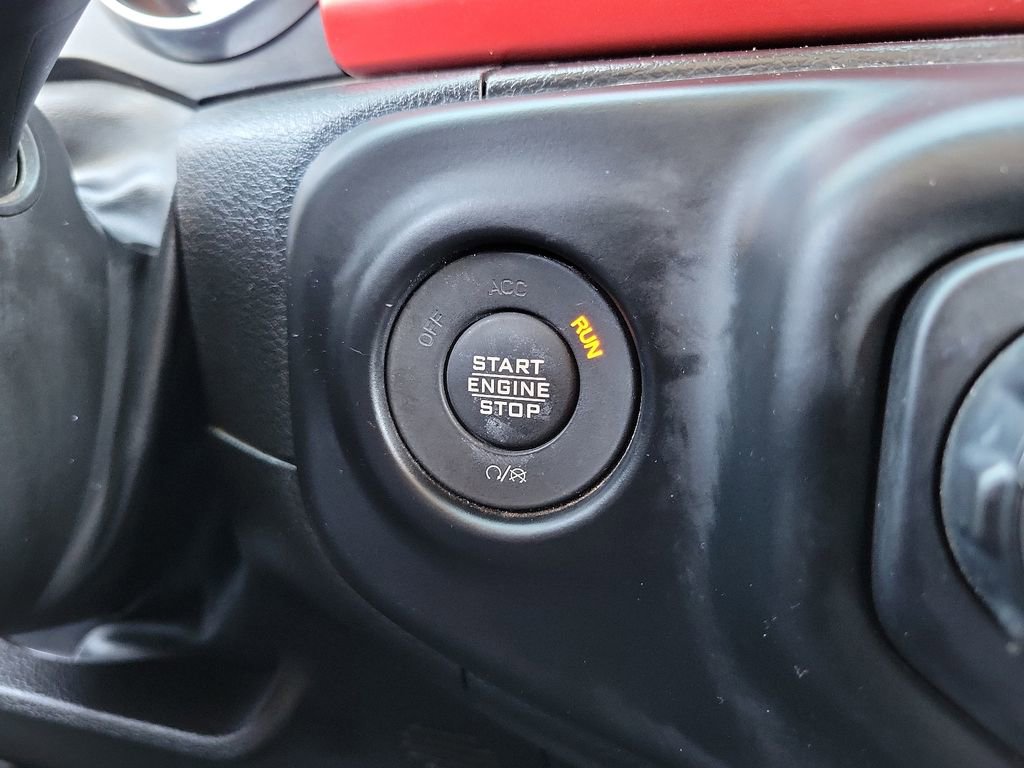 ACC
OFF
RUN
START
ENGINE
STOP